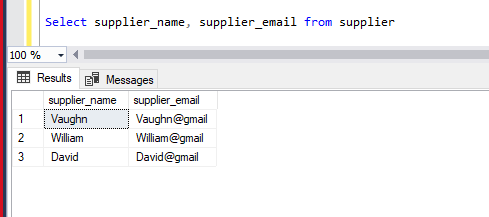 Select supplier_name, supplier_email from supplier
100 %
Results Messages
supplier_name supplier_email
1 Vaughn Vaughn@gmail
2 William William@gmail
3 David David@gmail